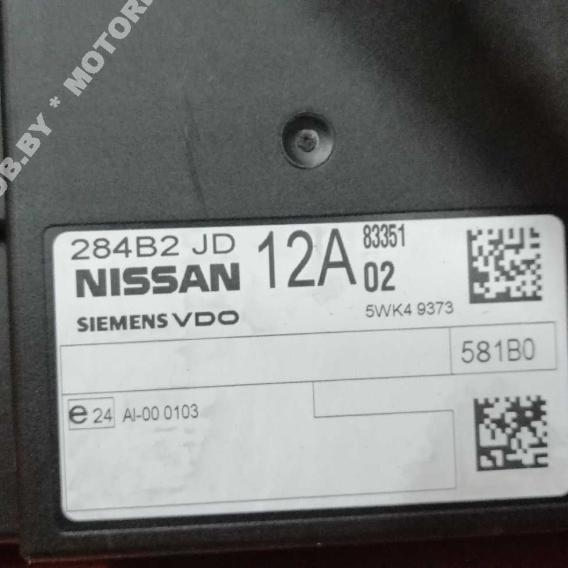 284B2 JD 12A 83351
NISSAN 02
SIEMENS VDO 5WK4 9373
581B0
e 24 AI-00 0103